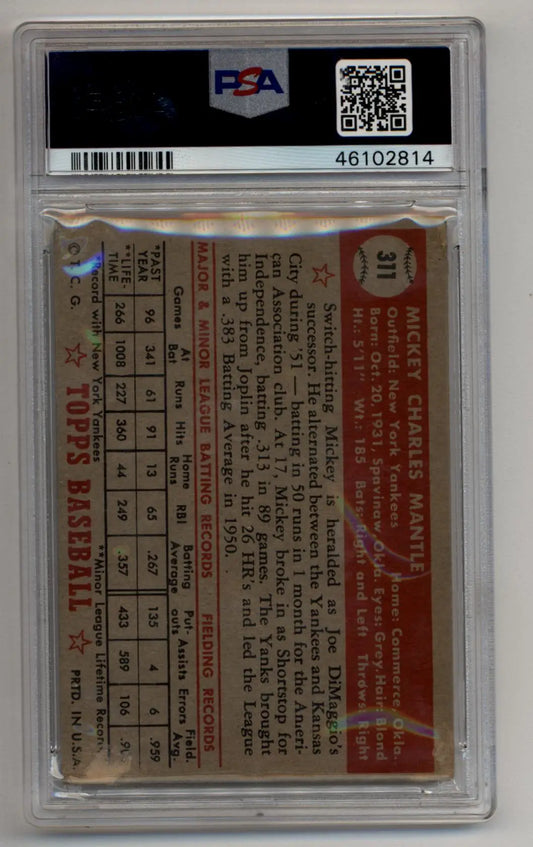 PSA
46102814
311
MICKEY CHARLES MANTLE
Outfield: New York Yankees Home: Commerce, Okla.
Born: Oct. 20, 1931, Spavinaw, Okla. Eyes: Grey. Hair: Blond
Ht.: 5'11" Wt.: 185 Bats: Right and Left Throws: Right
Switch-hitting Mickey is heralded as Joe DiMaggio's
successor. He alternated between the Yankees and Kansas
City during '51 — batting in 50 runs in 1 month for the Ameri-
can Association club. At 17, Mickey broke in as Shortstop for
Independence, batting .313 in 89 games. The Yanks brought
him up from Joplin after he hit 26 HR's and led the League
with a .383 Batting Average in 1950.
MAJOR & MINOR LEAGUE BATTING RECORDS FIELDING RECORDS
Games At Bat Runs Hits Home Runs RBI Batting Average Put-outs Assists Errors Field. Avg.
*PAST YEAR 96 341 61 91 13 65 .267 135 4 6 .959
**LIFE-TIME 266 1008 227 360 44 249 .357 433 589 106
*Record with New York Yankees **Minor League Lifetime Record
© T. C. G. TOPPS BASEBALL PRTD. IN U.S.A.